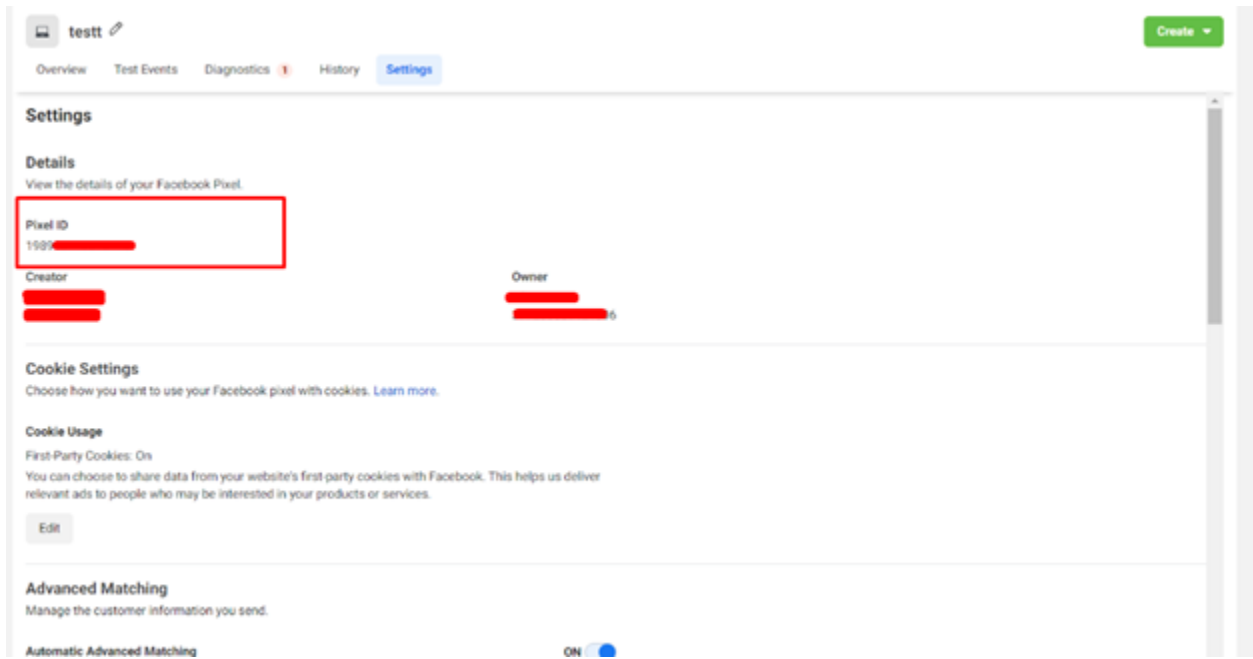 testt
Create
Overview Test Events Diagnostics 1 History Settings
Settings
Details
View the details of your Facebook Pixel.
Pixel ID
1989
Creator Owner
6
Cookie Settings
Choose how you want to use your Facebook pixel with cookies. Learn more.
Cookie Usage
First-Party Cookies: On
You can choose to share data from your website's first-party cookies with Facebook. This helps us deliver
relevant ads to people who may be interested in your products or services.
Edit
Advanced Matching
Manage the customer information you send.
Automatic Advanced Matching ON